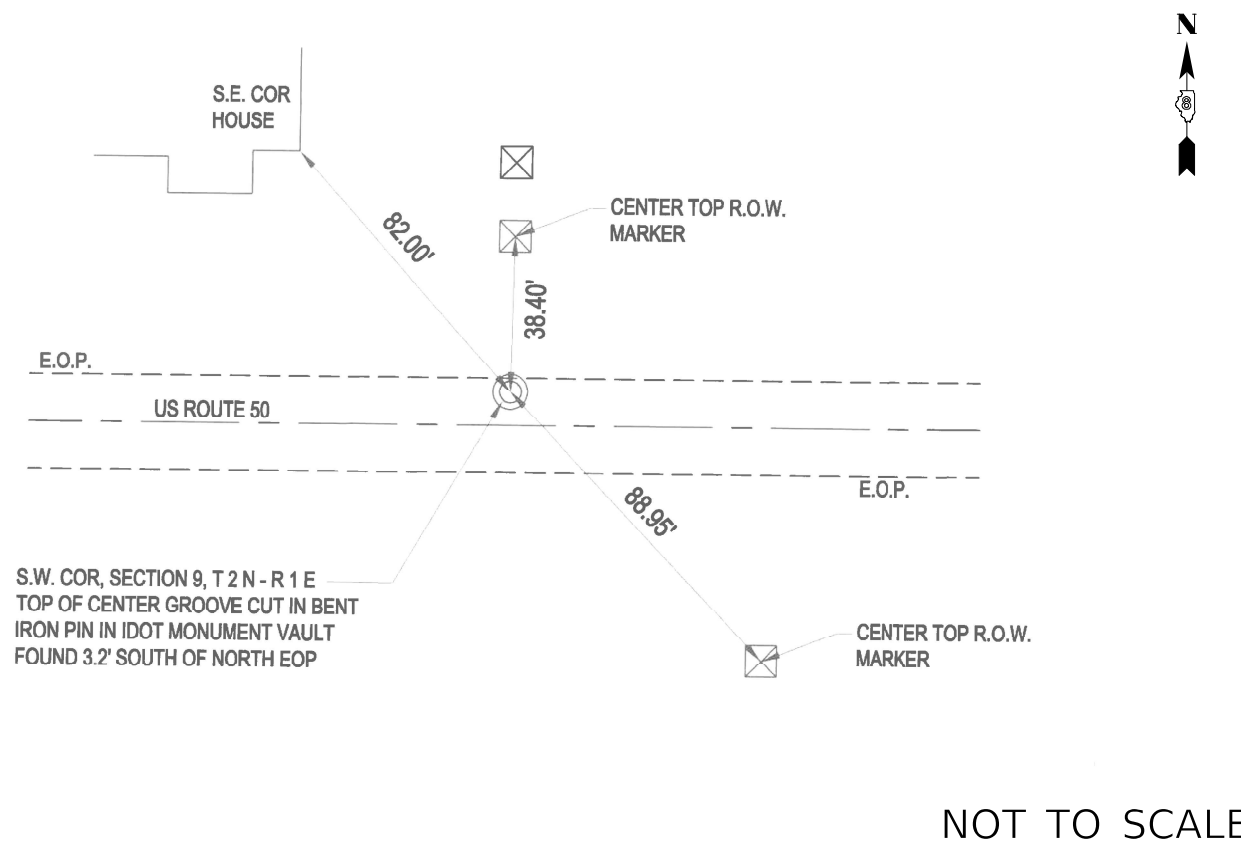 N
8
S.E. COR
HOUSE
CENTER TOP R.O.W.
MARKER
82.00'
38.40'
E.O.P.
US ROUTE 50
E.O.P.
88.95'
S.W. COR, SECTION 9, T 2 N - R 1 E
TOP OF CENTER GROOVE CUT IN BENT
IRON PIN IN IDOT MONUMENT VAULT
FOUND 3.2' SOUTH OF NORTH EOP
CENTER TOP R.O.W.
MARKER
NOT TO SCALE